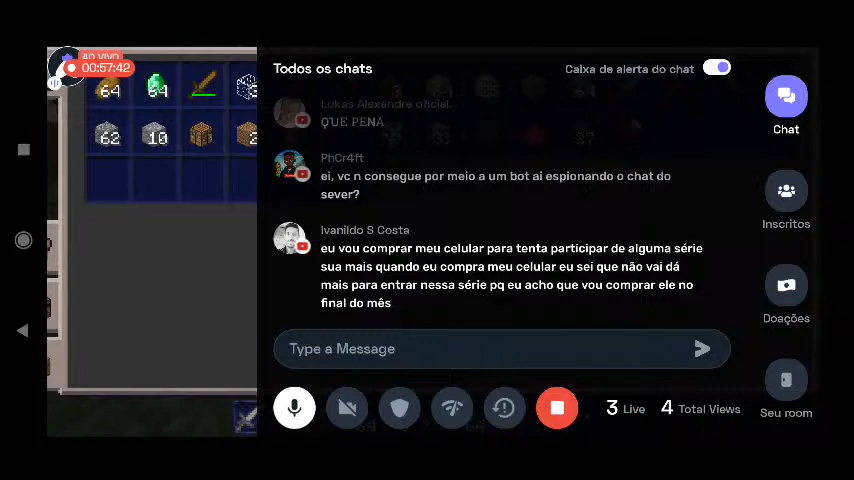 AO VIVO
00:57:42
64
64
3
62
10
2
Todos os chats
Caixa de alerta do chat
Lukas Alexandre oficial.
Q'UE PENA
27
PhCr4ft
ei, vc n consegue por meio a um bot ai espionando o chat do
sever?
Ivanildo S Costa
eu vou comprar meu celular para tenta participar de alguma série
sua mais quando eu compra meu celular eu sei que não vai dá
mais para entrar nessa série pq eu acho que vou comprar ele no
final do mês
Type a Message
3 Live
4 Total Views
Chat
Inscritos
Doações
Seu room